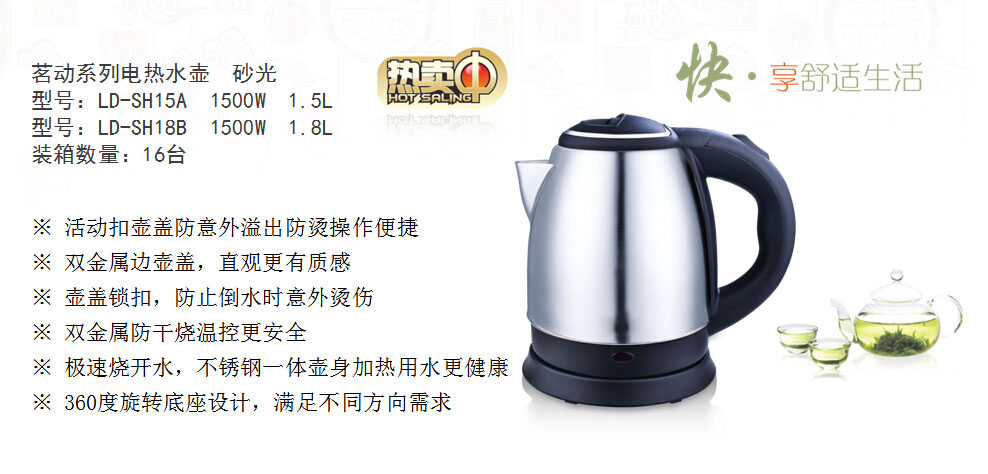 茗动系列电热水壶 砂光
型号：LD-SH15A 1500W 1.5L
型号：LD-SH18B 1500W 1.8L
装箱数量：16台
热卖中
HOT SALING
快·享舒适生活
※ 活动扣壶盖防意外溢出防烫操作便捷
※ 双金属边壶盖，直观更有质感
※ 壶盖锁扣，防止倒水时意外烫伤
※ 双金属防干烧温控更安全
※ 极速烧开水，不锈钢一体壶身加热用水更健康
※ 360度旋转底座设计，满足不同方向需求